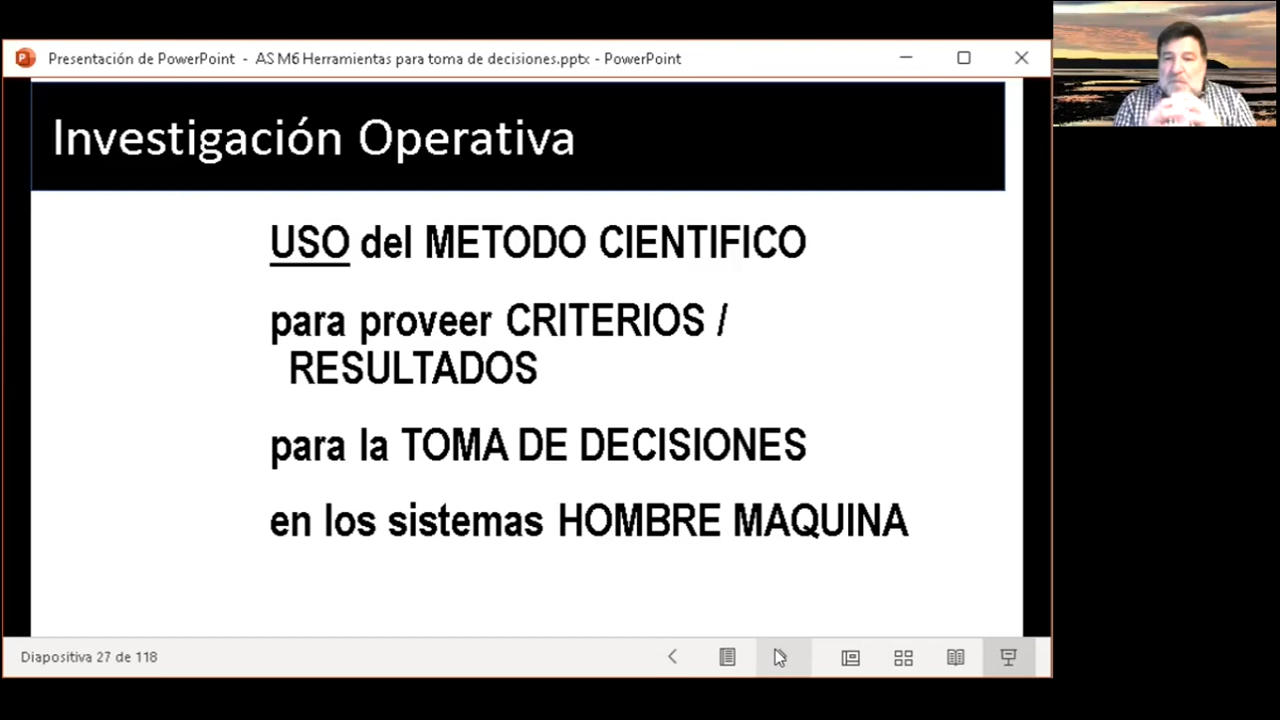 Presentación de PowerPoint - AS M6 Herramientas para toma de decisiones.pptx - PowerPoint
Investigación Operativa
USO del METODO CIENTIFICO
para proveer CRITERIOS /
RESULTADOS
para la TOMA DE DECISIONES
en los sistemas HOMBRE MAQUINA
Diapositiva 27 de 118